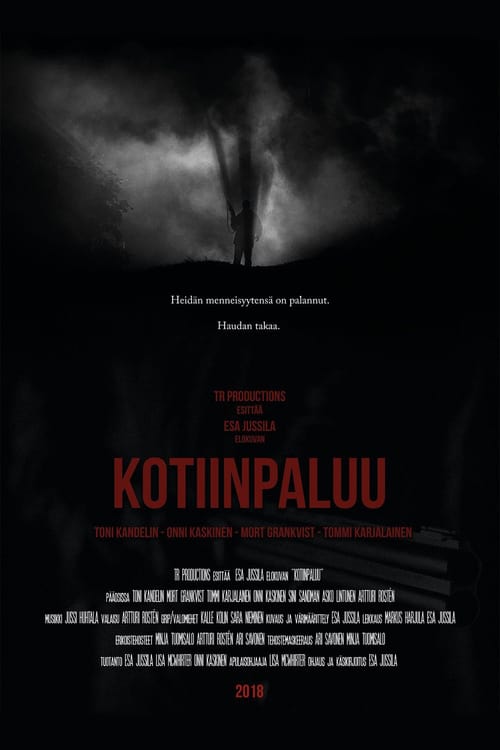 Heidän menneisyytensä on palannut.
Haudan takaa.
TR PRODUCTIONS
ESITTÄÄ
ESA JUSSILA
ELOKUVAN
KOTIINPALUU
TONI KANDELIN - ONNI KASKINEN - MORT GRANKVIST - TOMMI KARJALAINEN
TR PRODUCTIONS ESITTÄÄ ESA JUSSILA ELOKUVAN "KOTIINPALUU"
PÄÄOSISSA TONI KANDELIN MORT GRANKVIST TOMMI KARJALAINEN ONNI KASKINEN SINI SANDMAN ASKO LINTUNEN ARTTURI ROSTÉN
MUSIIKKI JUSSI HUHTALA VALAISU ARTTURI ROSTÉN GRIP/VALOMIEHET KALLE KOLIN SARA NIEMINEN KUVAUS JA VÄRIMÄÄRITTELY ESA JUSSILA LEIKKAUS MARKUS HARJULA ESA JUSSILA
ERIKOISTEHOSTEET MINJA TUOMISALO ARTTURI ROSTÉN ARI SAVONEN TEHOSTEMASKEERAUS ARI SAVONEN MINJA TUOMISALO
TUOTANTO ESA JUSSILA LISA MCWHIRTER ONNI KASKINEN APULAISOHJAAJA LISA MCWHIRTER OHJAUS JA KÄSIKIRJOITUS ESA JUSSILA
2018